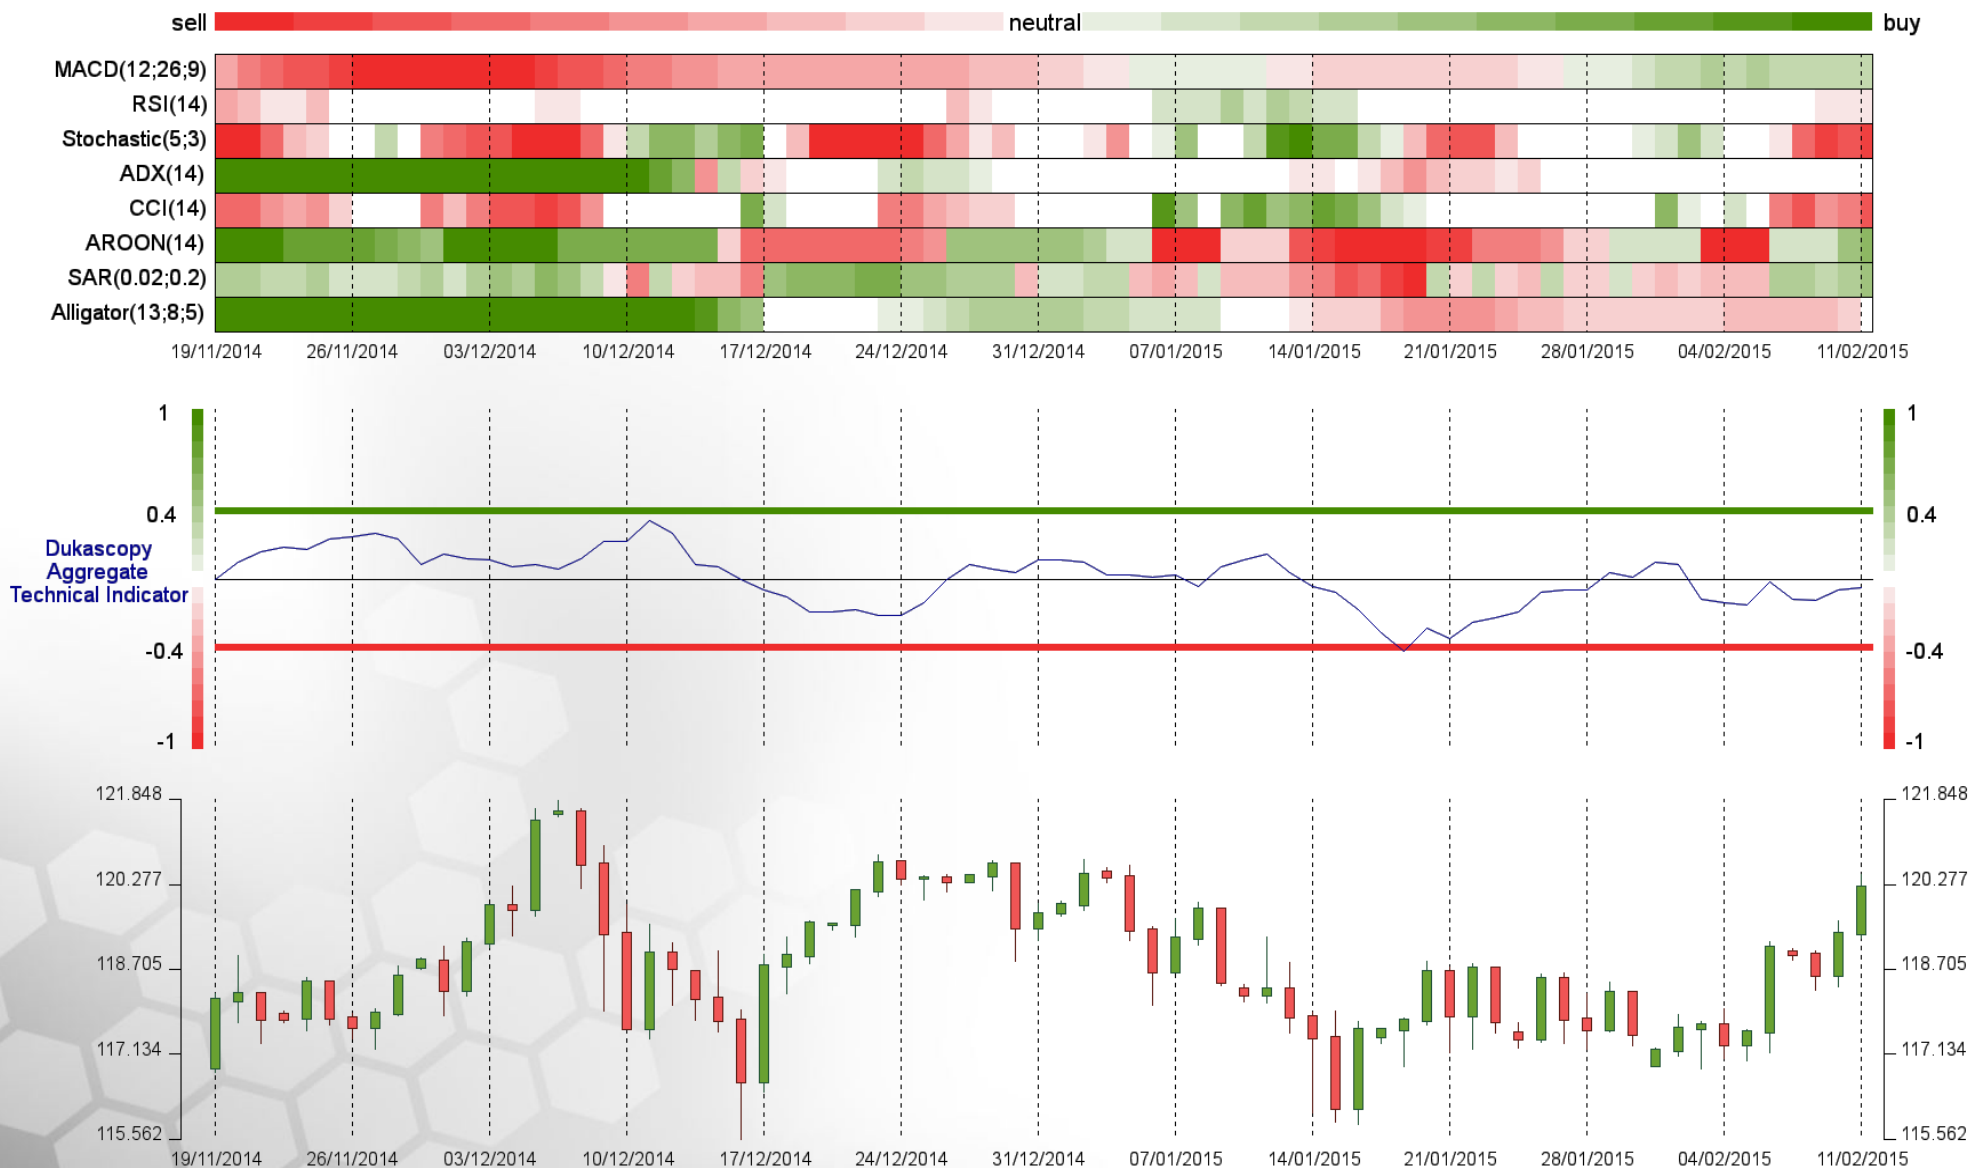 sell neutral buy
MACD(12;26;9)
RSI(14)
Stochastic(5;3)
ADX(14)
CCI(14)
AROON(14)
SAR(0.02;0.2)
Alligator(13;8;5)
19/11/2014 26/11/2014 03/12/2014 10/12/2014 17/12/2014 24/12/2014 31/12/2014 07/01/2015 14/01/2015 21/01/2015 28/01/2015 04/02/2015 11/02/2015
1 1
0.4 0.4
Dukascopy
Aggregate
Technical Indicator
-0.4 -0.4
-1 -1
121.848 121.848
120.277 120.277
118.705 118.705
117.134 117.134
115.562 115.562
19/11/2014 26/11/2014 03/12/2014 10/12/2014 17/12/2014 24/12/2014 31/12/2014 07/01/2015 14/01/2015 21/01/2015 28/01/2015 04/02/2015 11/02/2015